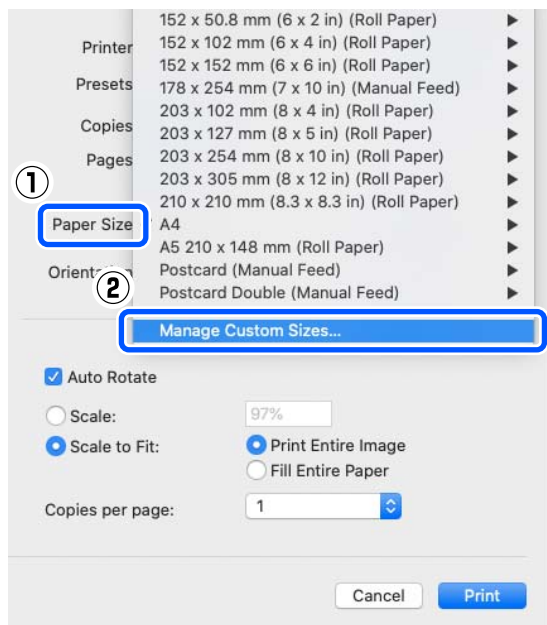 152 x 50.8 mm (6 x 2 in) (Roll Paper)
Printer 152 x 102 mm (6 x 4 in) (Roll Paper)
152 x 152 mm (6 x 6 in) (Roll Paper)
Presets 178 x 254 mm (7 x 10 in) (Manual Feed)
203 x 102 mm (8 x 4 in) (Roll Paper)
Copies 203 x 127 mm (8 x 5 in) (Roll Paper)
Pages 203 x 254 mm (8 x 10 in) (Roll Paper)
① 203 x 305 mm (8 x 12 in) (Roll Paper)
210 x 210 mm (8.3 x 8.3 in) (Roll Paper)
Paper Size A4
A5 210 x 148 mm (Roll Paper)
Orientation Postcard (Manual Feed)
② Postcard Double (Manual Feed)
Manage Custom Sizes...
Auto Rotate
Scale: 97%
Scale to Fit: Print Entire Image
Fill Entire Paper
Copies per page: 1
Cancel Print